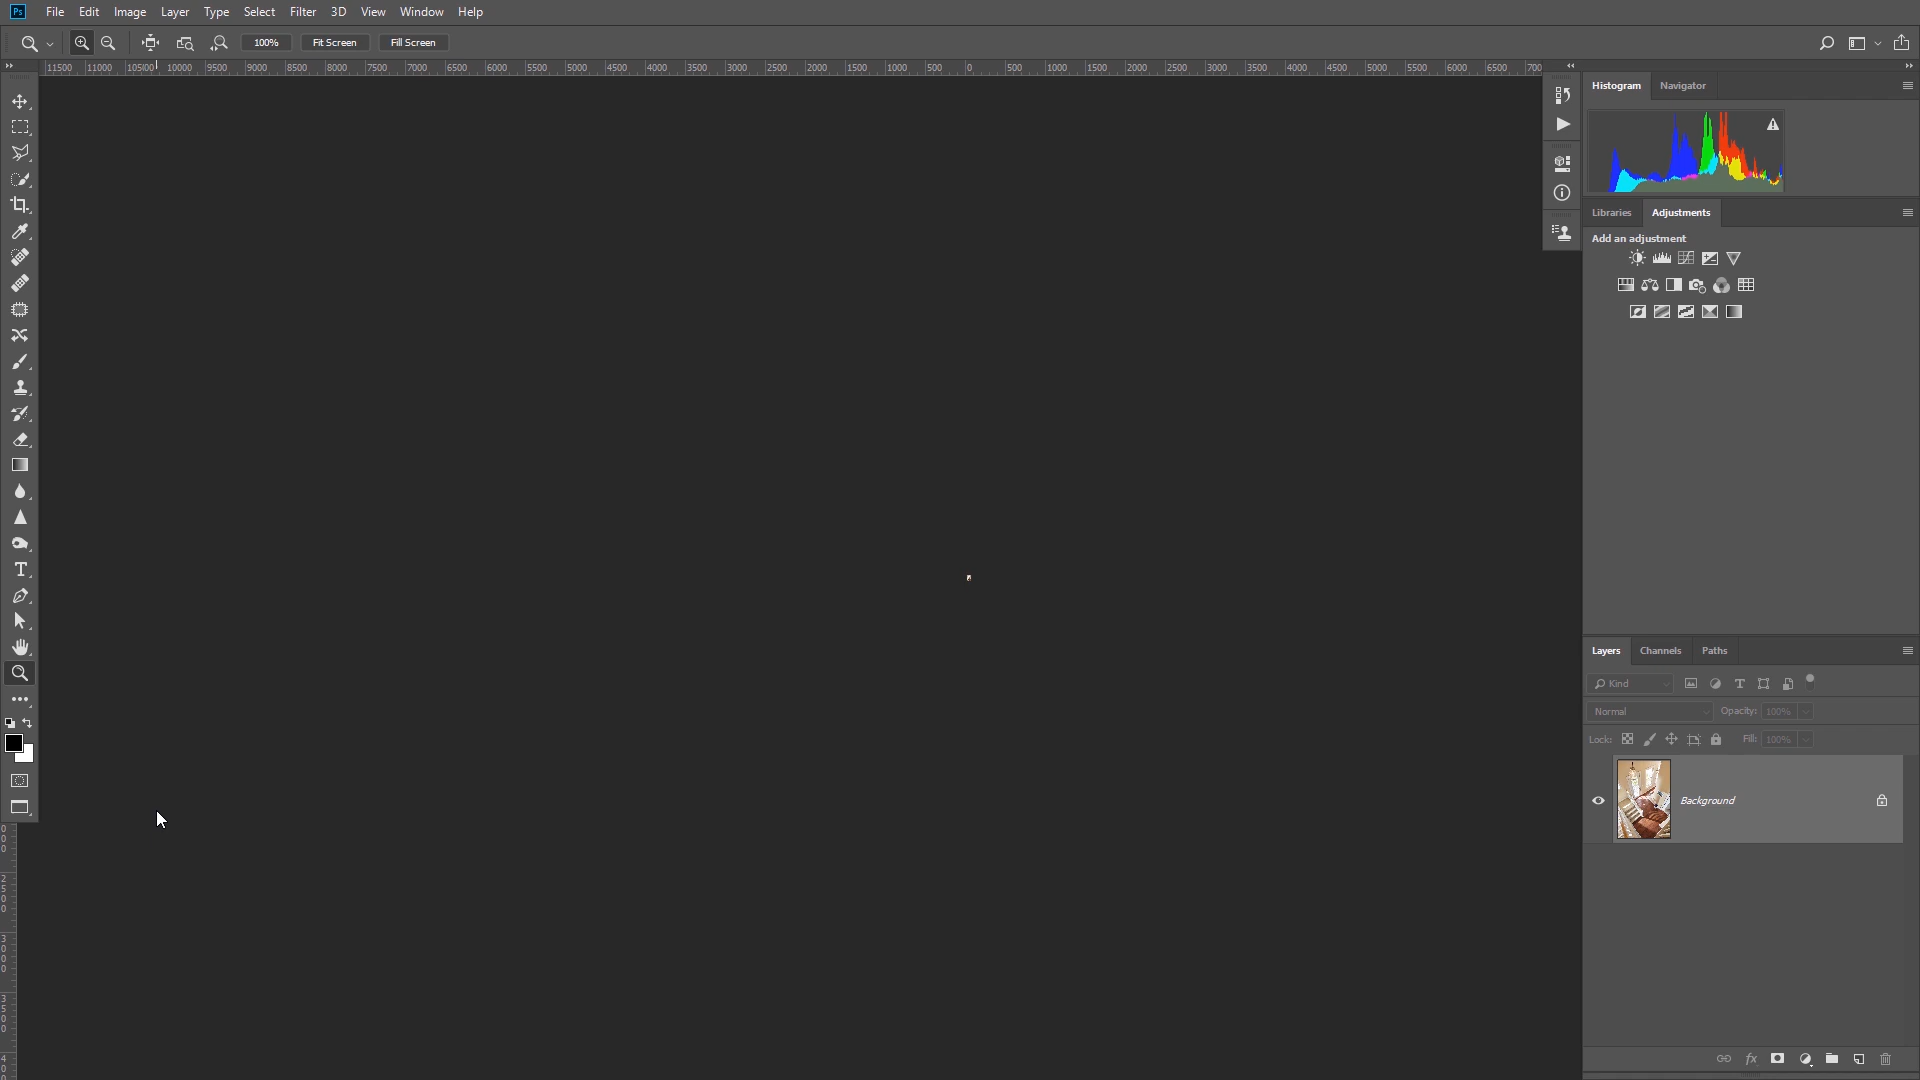 Ps File Edit Image Layer Type Select Filter 3D View Window Help
100% Fit Screen Fill Screen
11500 11000 10500 10000 9500 9000 8500 8000 7500 7000 6500 6000 5500 5000 4500 4000 3500 3000 2500 2000 1500 1000 500 0 500 1000 1500 2000 2500 3000 3500 4000 4500 5000 5500 6000 6500 700
Histogram Navigator
Libraries Adjustments
Add an adjustment
Layers Channels Paths
Kind
Normal Opacity: 100%
Lock: Fill: 100%
Background
2500
3000
3500